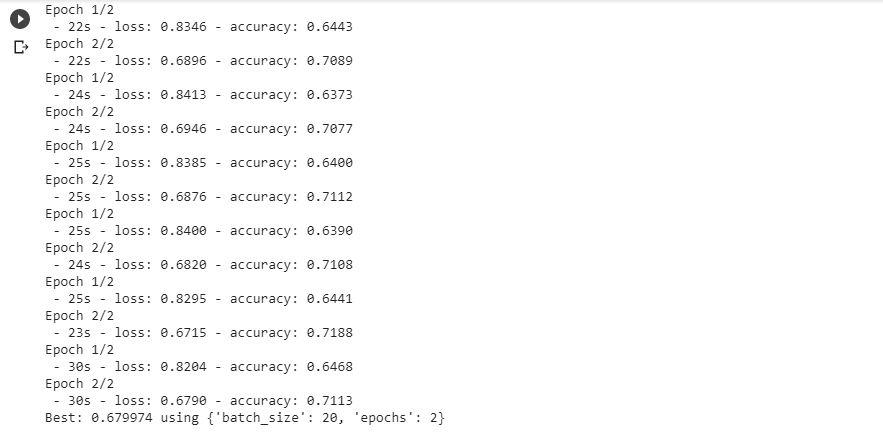 Epoch 1/2
 - 22s - loss: 0.8346 - accuracy: 0.6443
Epoch 2/2
 - 22s - loss: 0.6896 - accuracy: 0.7089
Epoch 1/2
 - 24s - loss: 0.8413 - accuracy: 0.6373
Epoch 2/2
 - 24s - loss: 0.6946 - accuracy: 0.7077
Epoch 1/2
 - 25s - loss: 0.8385 - accuracy: 0.6400
Epoch 2/2
 - 25s - loss: 0.6876 - accuracy: 0.7112
Epoch 1/2
 - 25s - loss: 0.8400 - accuracy: 0.6390
Epoch 2/2
 - 24s - loss: 0.6820 - accuracy: 0.7108
Epoch 1/2
 - 25s - loss: 0.8295 - accuracy: 0.6441
Epoch 2/2
 - 23s - loss: 0.6715 - accuracy: 0.7188
Epoch 1/2
 - 30s - loss: 0.8204 - accuracy: 0.6468
Epoch 2/2
 - 30s - loss: 0.6790 - accuracy: 0.7113
Best: 0.679974 using {'batch_size': 20, 'epochs': 2}